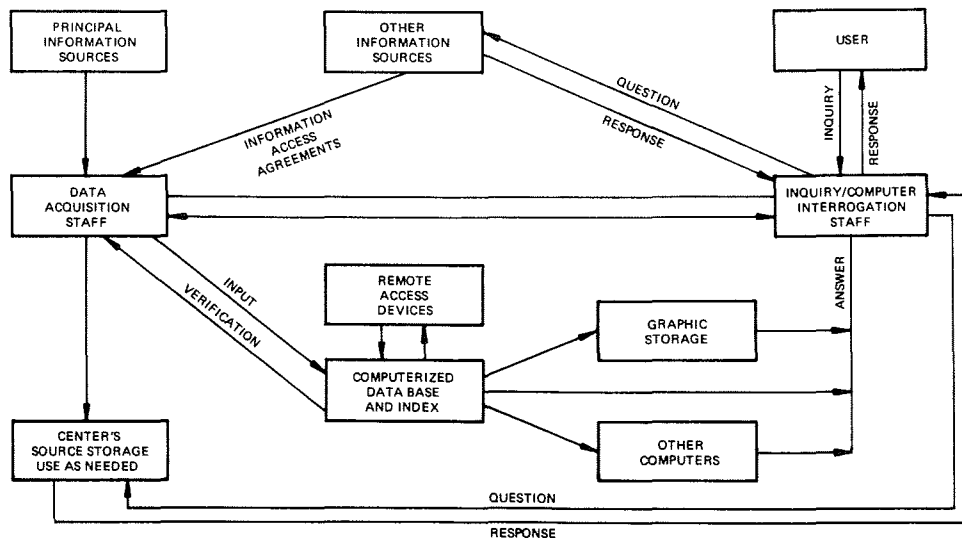 PRINCIPAL
INFORMATION
SOURCES
OTHER
INFORMATION
SOURCES
USER
QUESTION
RESPONSE
INQUIRY
RESPONSE
INFORMATION
ACCESS
AGREEMENTS
DATA
ACQUISITION
STAFF
INQUIRY/COMPUTER
INTERROGATION
STAFF
INPUT
VERIFICATION
REMOTE
ACCESS
DEVICES
ANSWER
GRAPHIC
STORAGE
COMPUTERIZED
DATA BASE
AND INDEX
OTHER
COMPUTERS
CENTER'S
SOURCE STORAGE
USE AS NEEDED
QUESTION
RESPONSE